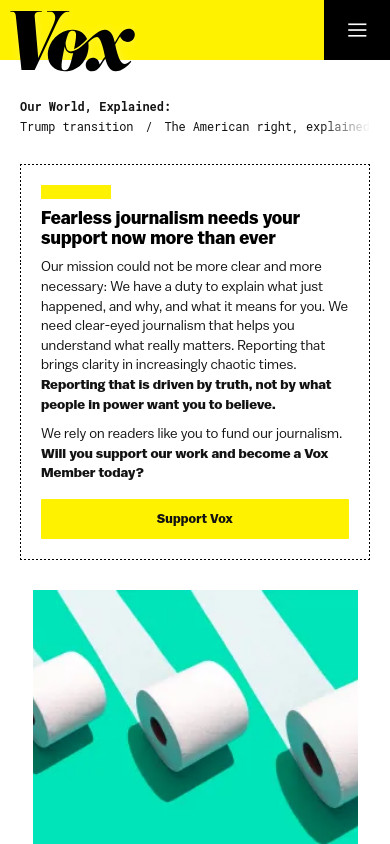 Vox
Our World, Explained:
Trump transition / The American right, explained
Fearless journalism needs your
support now more than ever
Our mission could not be more clear and more
necessary: We have a duty to explain what just
happened, and why, and what it means for you. We
need clear-eyed journalism that helps you
understand what really matters. Reporting that
brings clarity in increasingly chaotic times.
Reporting that is driven by truth, not by what
people in power want you to believe.
We rely on readers like you to fund our journalism.
Will you support our work and become a Vox
Member today?
Support Vox